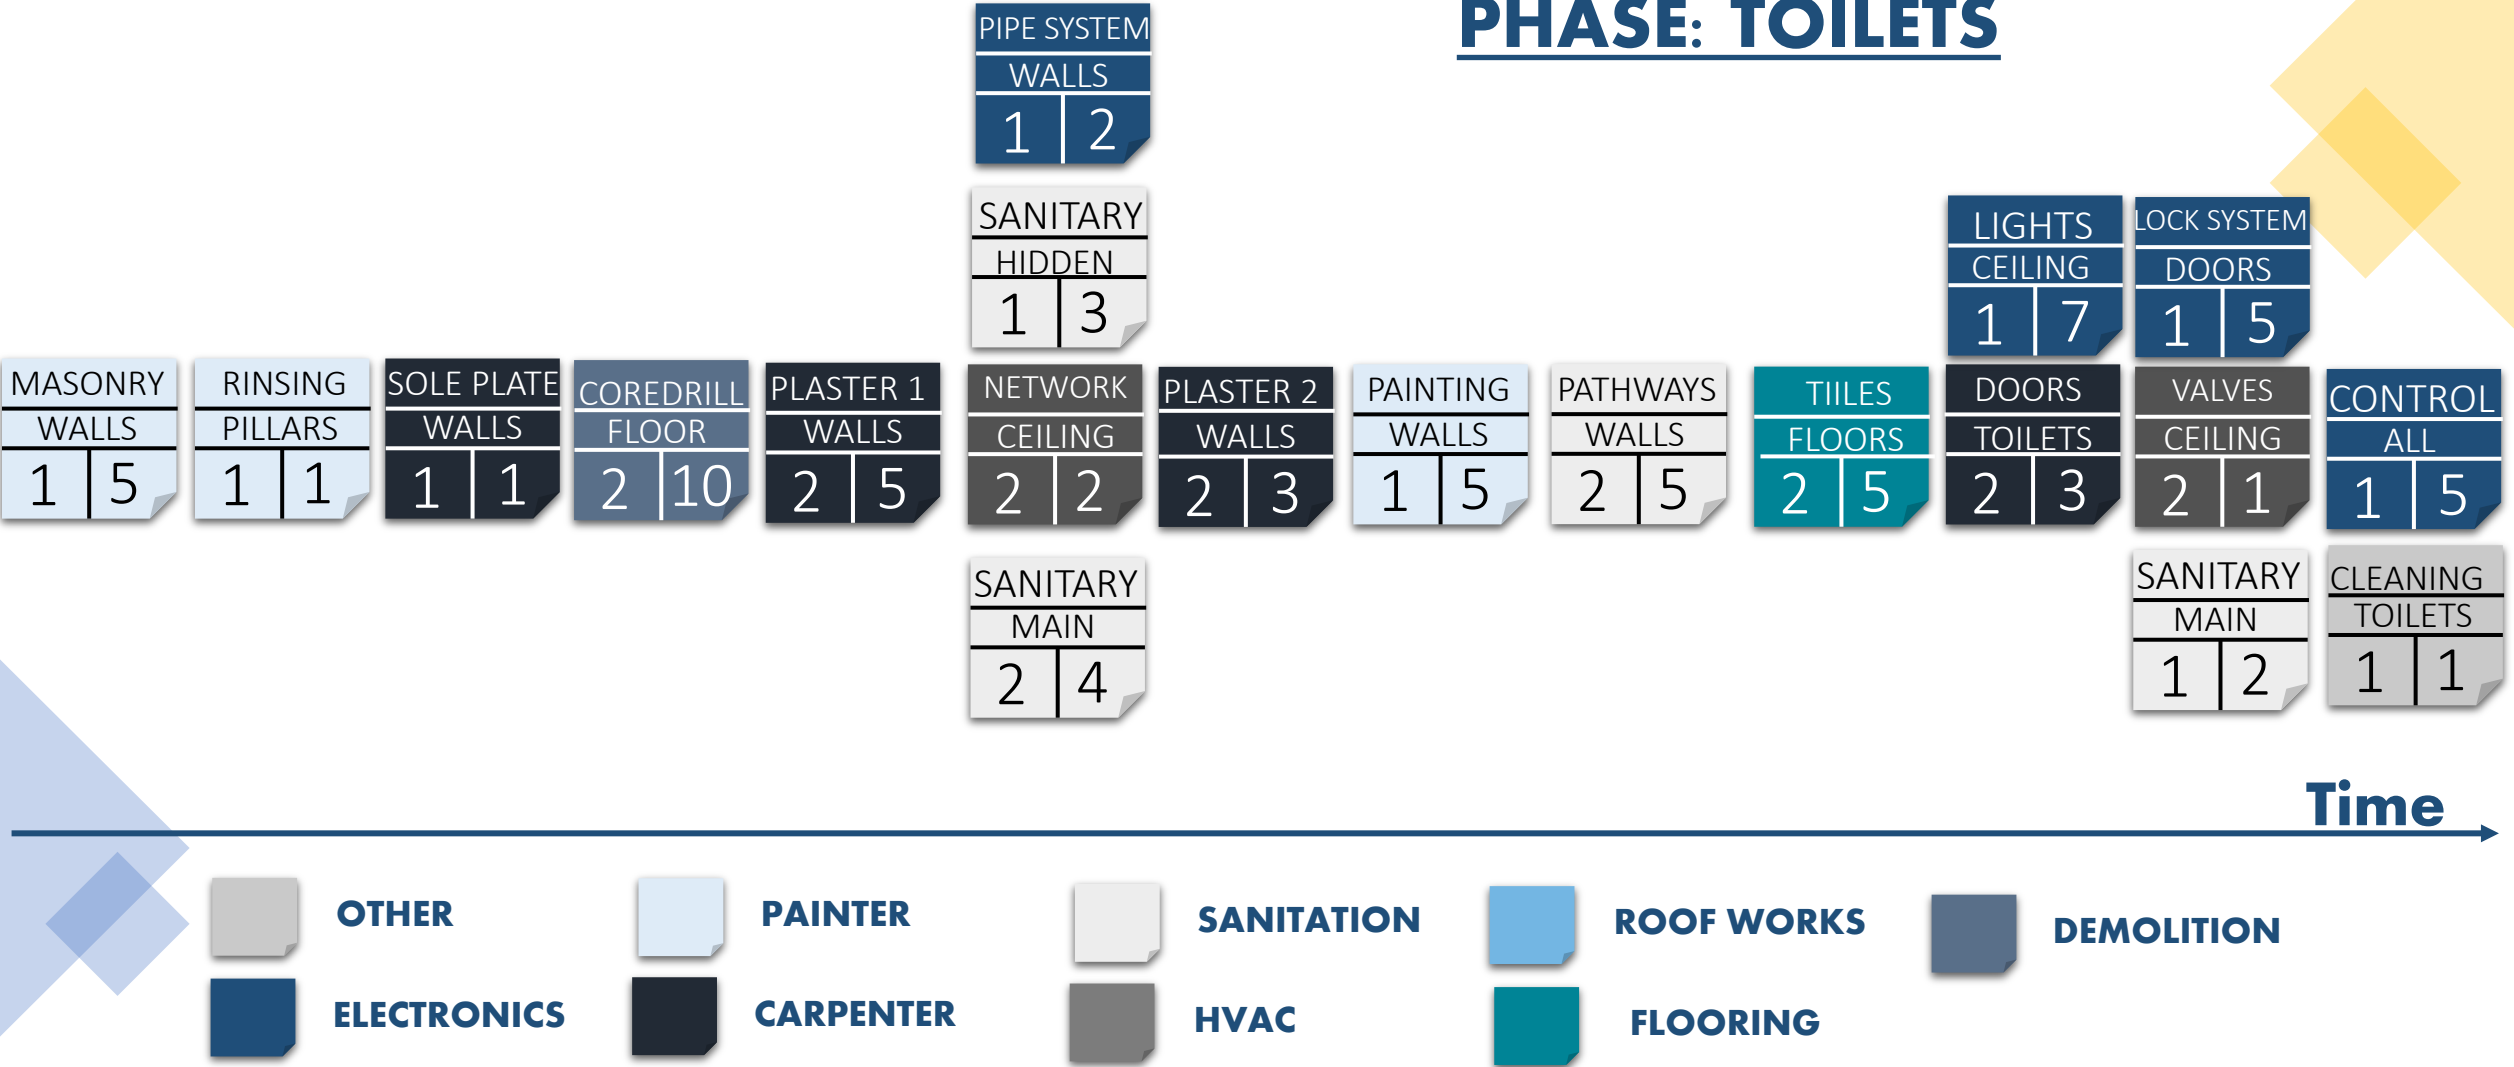 PHASE: TOILETS
PIPE SYSTEM
WALLS
1 2
SANITARY
HIDDEN
1 3
LIGHTS
CEILING
1 7
LOCK SYSTEM
DOORS
1 5
MASONRY
WALLS
1 5
RINSING
PILLARS
1 1
SOLE PLATE
WALLS
1 1
COREDRILL
FLOOR
2 10
PLASTER 1
WALLS
2 5
NETWORK
CEILING
2 2
PLASTER 2
WALLS
2 3
PAINTING
WALLS
1 5
PATHWAYS
WALLS
2 5
TIILES
FLOORS
2 5
DOORS
TOILETS
2 3
VALVES
CEILING
2 1
CONTROL
ALL
1 5
SANITARY
MAIN
2 4
SANITARY
MAIN
1 2
CLEANING
TOILETS
1 1
Time
OTHER
PAINTER
SANITATION
ROOF WORKS
DEMOLITION
ELECTRONICS
CARPENTER
HVAC
FLOORING